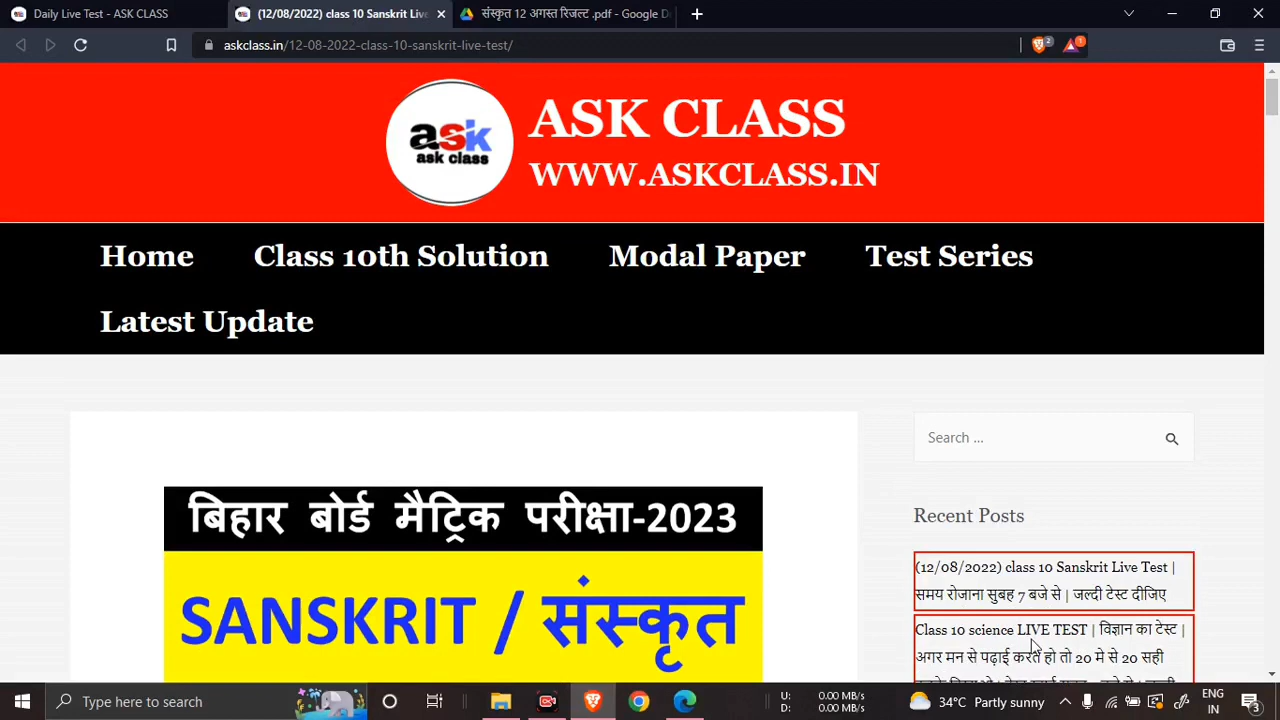 Daily Live Test - ASK CLASS
(12/08/2022) class 10 Sanskrit Live
संस्कृत 12 अगस्त रिजल्ट .pdf - Google D
askclass.in/12-08-2022-class-10-sanskrit-live-test/
2
1
ask
ask class
ASK CLASS
WWW.ASKCLASS.IN
Home
Class 10th Solution
Modal Paper
Test Series
Latest Update
बिहार बोर्ड मैट्रिक परीक्षा-2023
SANSKRIT / संस्कृत
Search ...
Recent Posts
(12/08/2022) class 10 Sanskrit Live Test |
समय रोजाना सुबह 7 बजे से | जल्दी टेस्ट दीजिए
Class 10 science LIVE TEST | विज्ञान का टेस्ट |
अगर मन से पढ़ाई करते हो तो 20 मे से 20 सही
Type here to search
U: 0.00 MB/s
D: 0.00 MB/s
34°C Partly sunny
ENG
IN
3